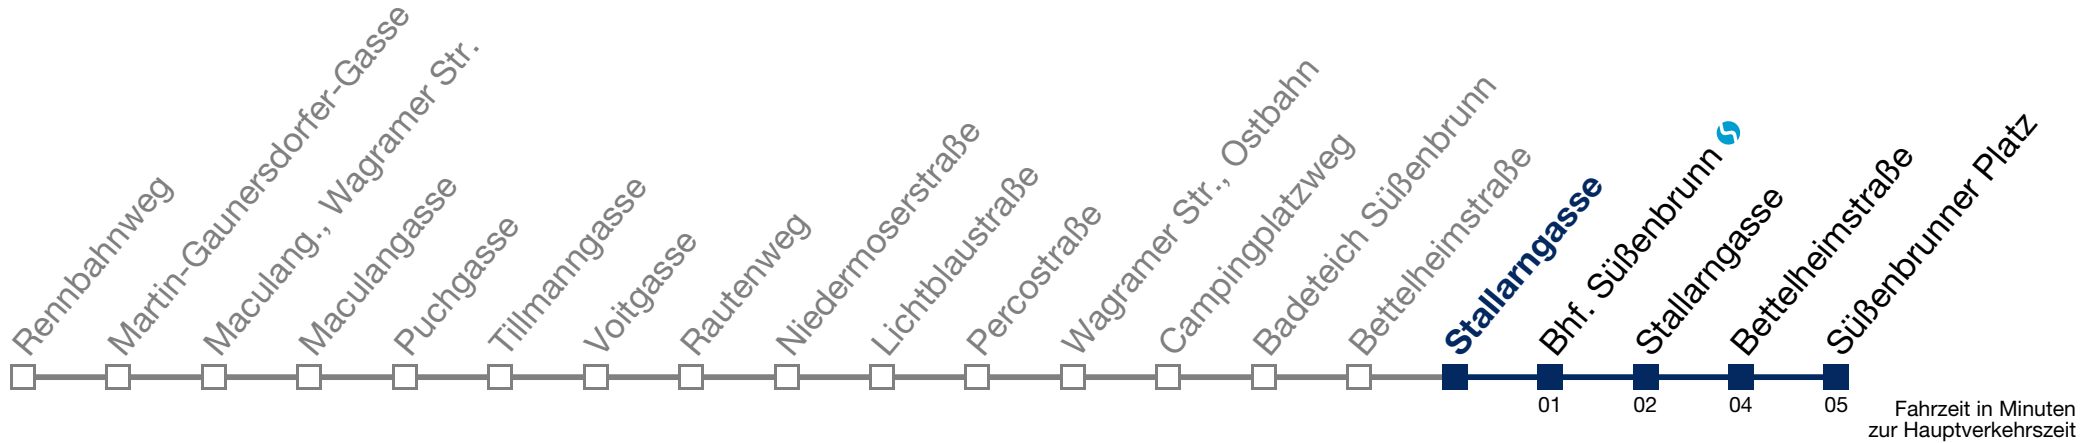 Rennbahnweg
Martin-Gaunersdorfer-Gasse
Maculang., Wagramer Str.
Maculangasse
Puchgasse
Tillmanngasse
Voitgasse
Rautenweg
Niedermoserstraße
Lichtblaustraße
Percostraße
Wagramer Str., Ostbahn
Campingplatzweg
Badeteich Süßenbrunn
Bettelheimstraße
Stallarngasse
Bhf. Süßenbrunn
Stallarngasse
Bettelheimstraße
Süßenbrunner Platz
01 02 04 05
Fahrzeit in Minuten
zur Hauptverkehrszeit